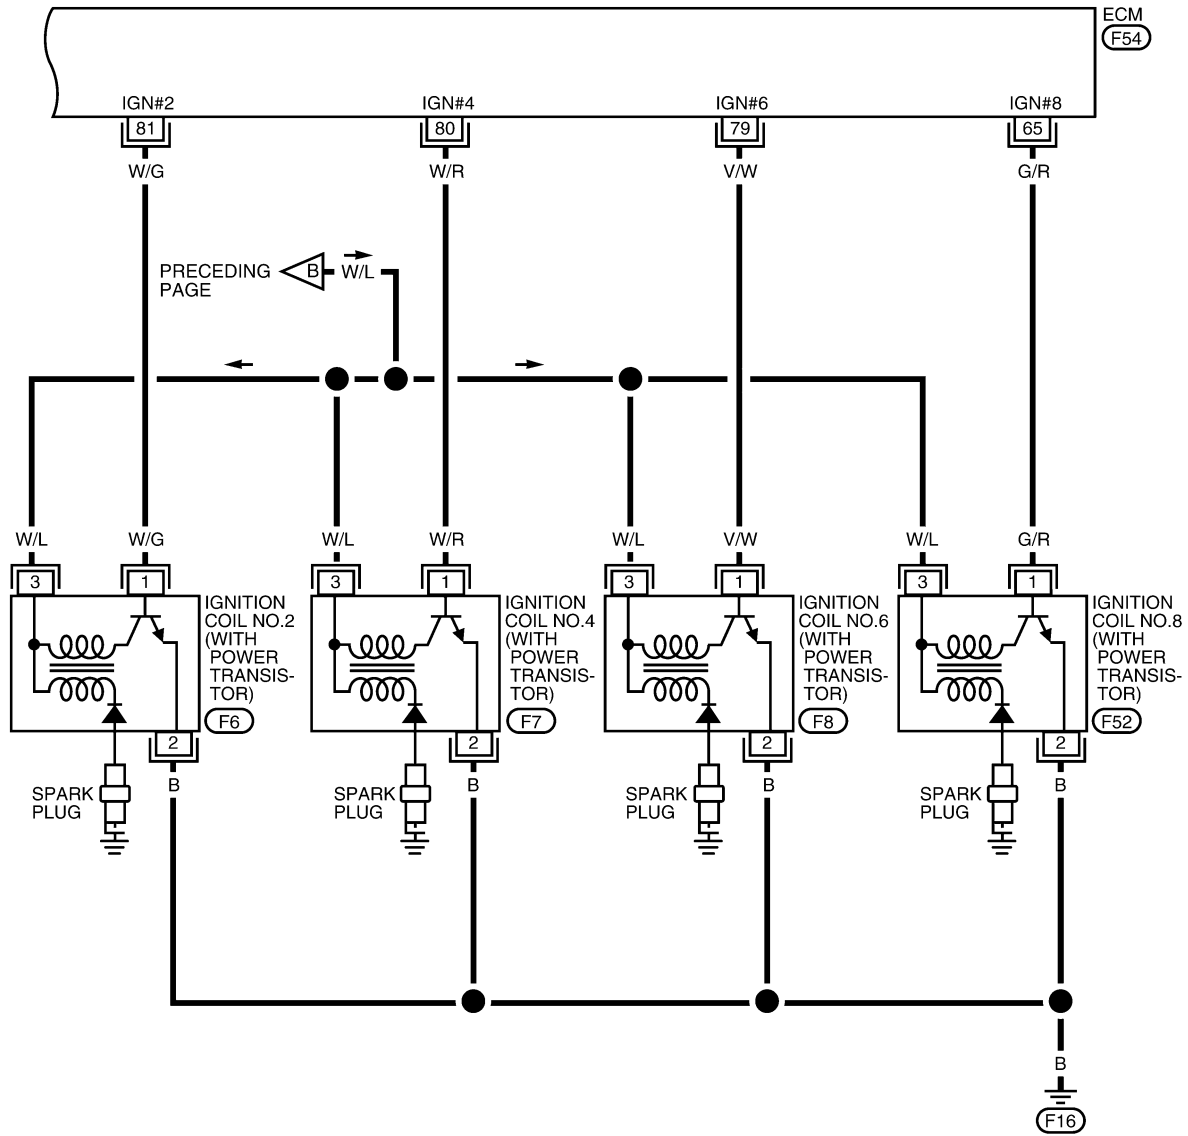 ECM
F54
IGN#2
IGN#4
IGN#6
IGN#8
81
80
79
65
W/G
W/R
V/W
G/R
PRECEDING
PAGE
B
W/L
W/L
W/G
W/L
W/R
W/L
V/W
W/L
G/R
3
1
3
1
3
1
3
1
IGNITION
COIL NO.2
(WITH
POWER
TRANSIS-
TOR)
F6
IGNITION
COIL NO.4
(WITH
POWER
TRANSIS-
TOR)
F7
IGNITION
COIL NO.6
(WITH
POWER
TRANSIS-
TOR)
F8
IGNITION
COIL NO.8
(WITH
POWER
TRANSIS-
TOR)
F52
2
2
2
2
B
B
B
B
SPARK
PLUG
SPARK
PLUG
SPARK
PLUG
SPARK
PLUG
B
F16